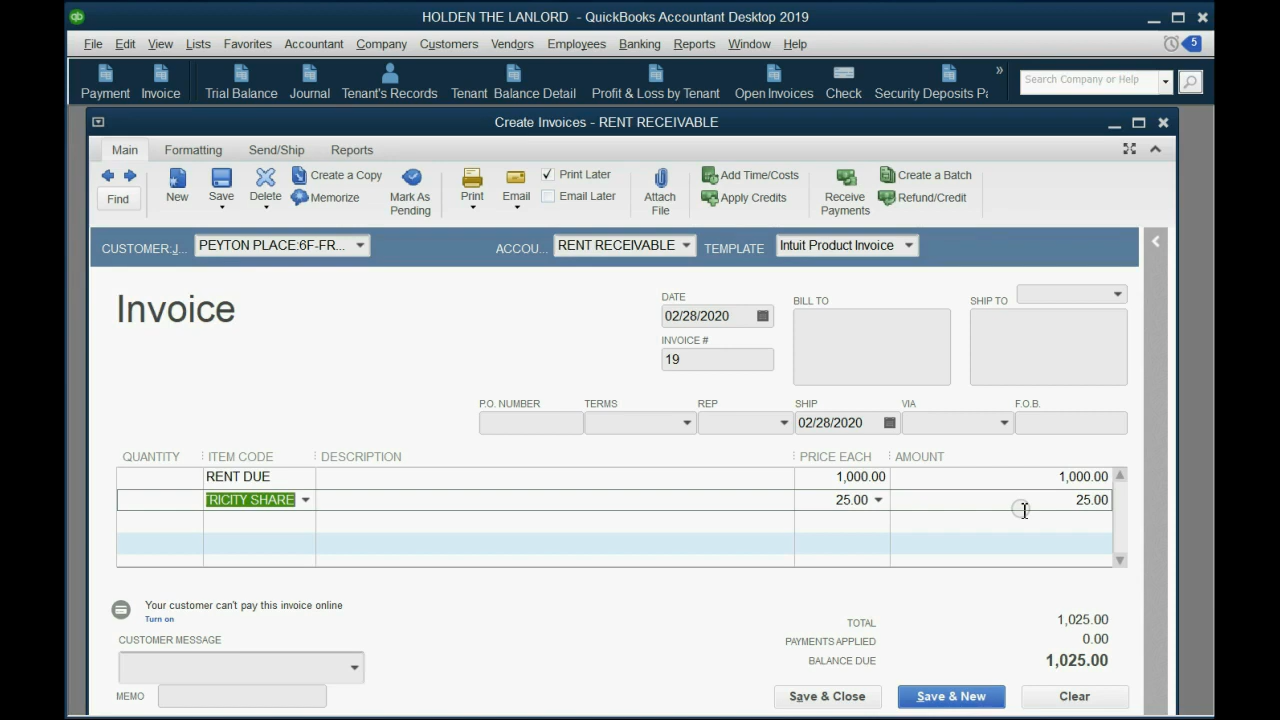 HOLDEN THE LANLORD - QuickBooks Accountant Desktop 2019
File Edit View Lists Favorites Accountant Company Customers Vendors Employees Banking Reports Window Help
5
Payment Invoice Trial Balance Journal Tenant's Records Tenant Balance Detail Profit & Loss by Tenant Open Invoices Check Security Deposits Pa »
Search Company or Help
Create Invoices - RENT RECEIVABLE
Main Formatting Send/Ship Reports
Find New Save Delete Create a Copy Memorize Mark As Pending Print Email Print Later Email Later Attach File Add Time/Costs Apply Credits Receive Payments Create a Batch Refund/Credit
CUSTOMER:J... PEYTON PLACE:6F-FR... ACCOU... RENT RECEIVABLE TEMPLATE Intuit Product Invoice
Invoice
DATE
02/28/2020
INVOICE #
19
BILL TO
SHIP TO
P.O. NUMBER TERMS REP SHIP VIA F.O.B.
02/28/2020
QUANTITY ITEM CODE DESCRIPTION PRICE EACH AMOUNT
RENT DUE 1,000.00 1,000.00
RICITY SHARE 25.00 25.00
Your customer can't pay this invoice online
Turn on
CUSTOMER MESSAGE
MEMO
TOTAL 1,025.00
PAYMENTS APPLIED 0.00
BALANCE DUE 1,025.00
Save & Close Save & New Clear